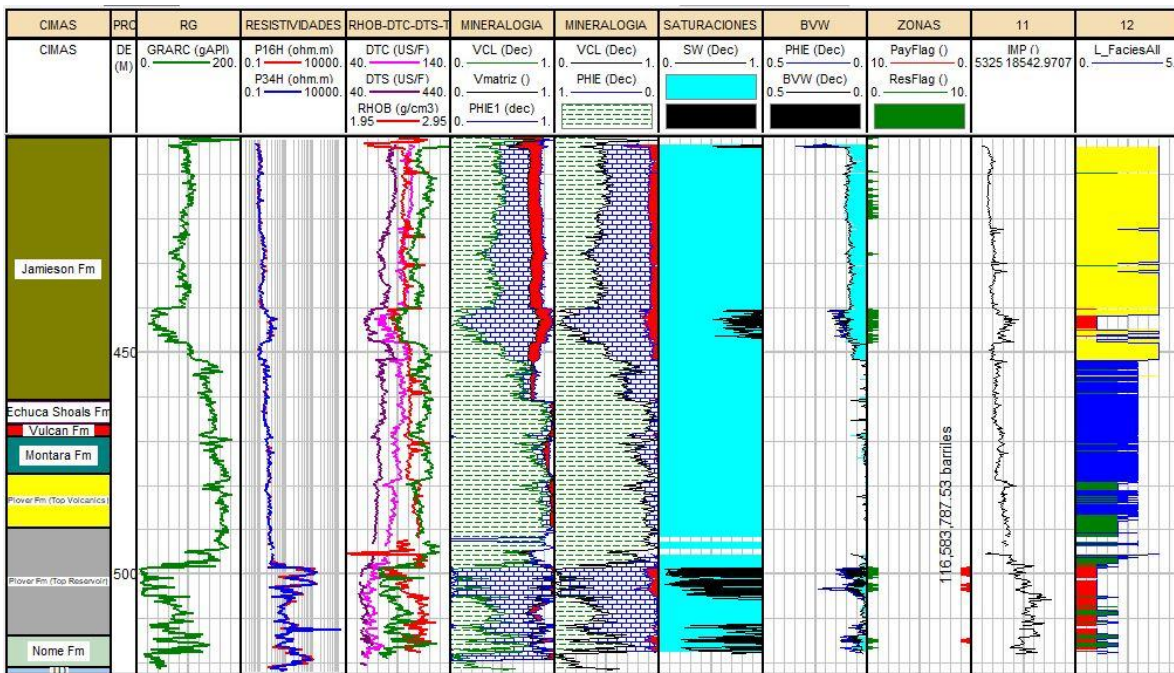 CIMAS PRO RG RESISTIVIDADES RHOB-DTC-DTS-T MINERALOGIA MINERALOGIA SATURACIONES BVW ZONAS 11 12
CIMAS DE GRARC (gAPI) P16H (ohm.m) DTC (US/F) VCL (Dec) VCL (Dec) SW (Dec) PHIE (Dec) PayFlag () IMP () L_FaciesAll
(M) 0. 200. 0.1 10000. 40. 140. 0. 1. 0. 1. 0. 1. 0.5 0. 10. 0. 5325 18542.9707 0. 5.
P34H (ohm.m) DTS (US/F) Vmatriz () PHIE (Dec) BVW (Dec) ResFlag ()
0.1 10000. 40. 440. 0. 1. 1. 0. 0.5 0. 0. 10.
RHOB (g/cm3) PHIE1 (dec)
1.95 2.95 0. 1.
Jamieson Fm
450
Echuca Shoals Fm
Vulcan Fm
Montara Fm
Plover Fm (Top Volcanics)
116,583,787.53 barriles
500
Plover Fm (Top Reservoir)
Nome Fm